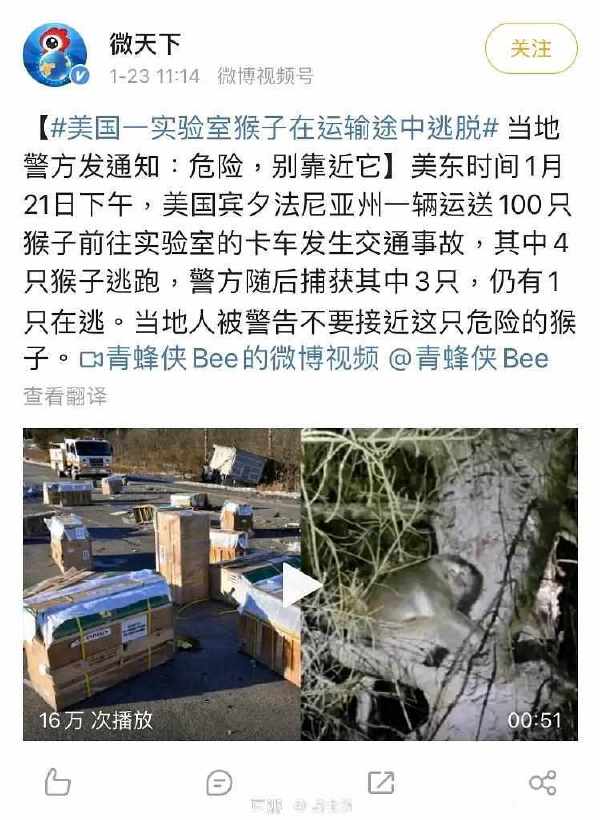 微天下
关注
1-23 11:14 微博视频号
【#美国一实验室猴子在运输途中逃脱# 当地
警方发通知：危险，别靠近它】美东时间1月
21日下午，美国宾夕法尼亚州一辆运送100只
猴子前往实验室的卡车发生交通事故，其中4
只猴子逃跑，警方随后捕获其中3只，仍有1
只在逃。当地人被警告不要接近这只危险的猴
子。青蜂侠Bee的微博视频 @青蜂侠Bee
查看翻译
16万 次播放
00:51